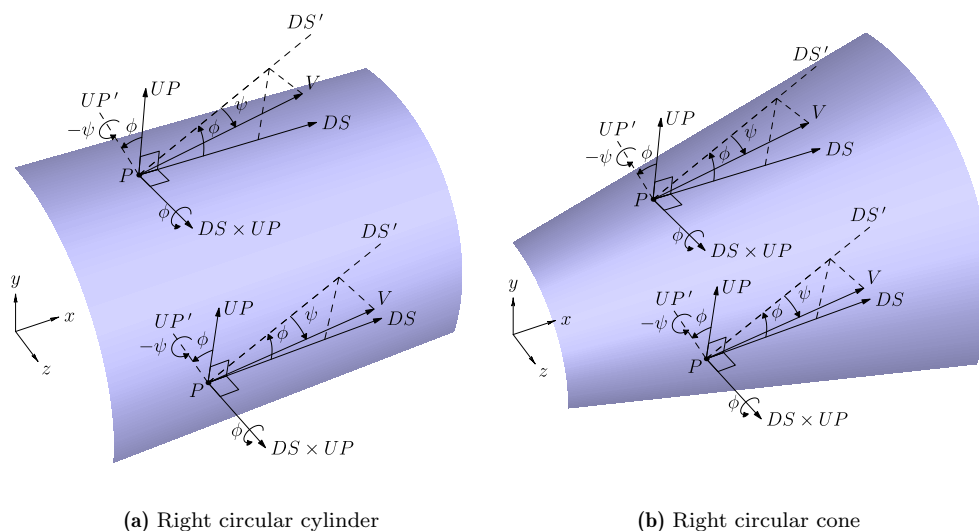 DS′
UP
UP′
V
−ψ
ϕ
ψ
ϕ
DS
P
ϕ
DS × UP
DS′
UP
UP′
V
−ψ
ϕ
ψ
ϕ
DS
P
ϕ
DS × UP
y
x
z
(a) Right circular cylinder
DS′
UP
UP′
V
−ψ
ϕ
ψ
ϕ
DS
P
ϕ
DS × UP
DS′
UP
UP′
V
−ψ
ϕ
ψ
ϕ
DS
P
ϕ
DS × UP
y
x
z
(b) Right circular cone